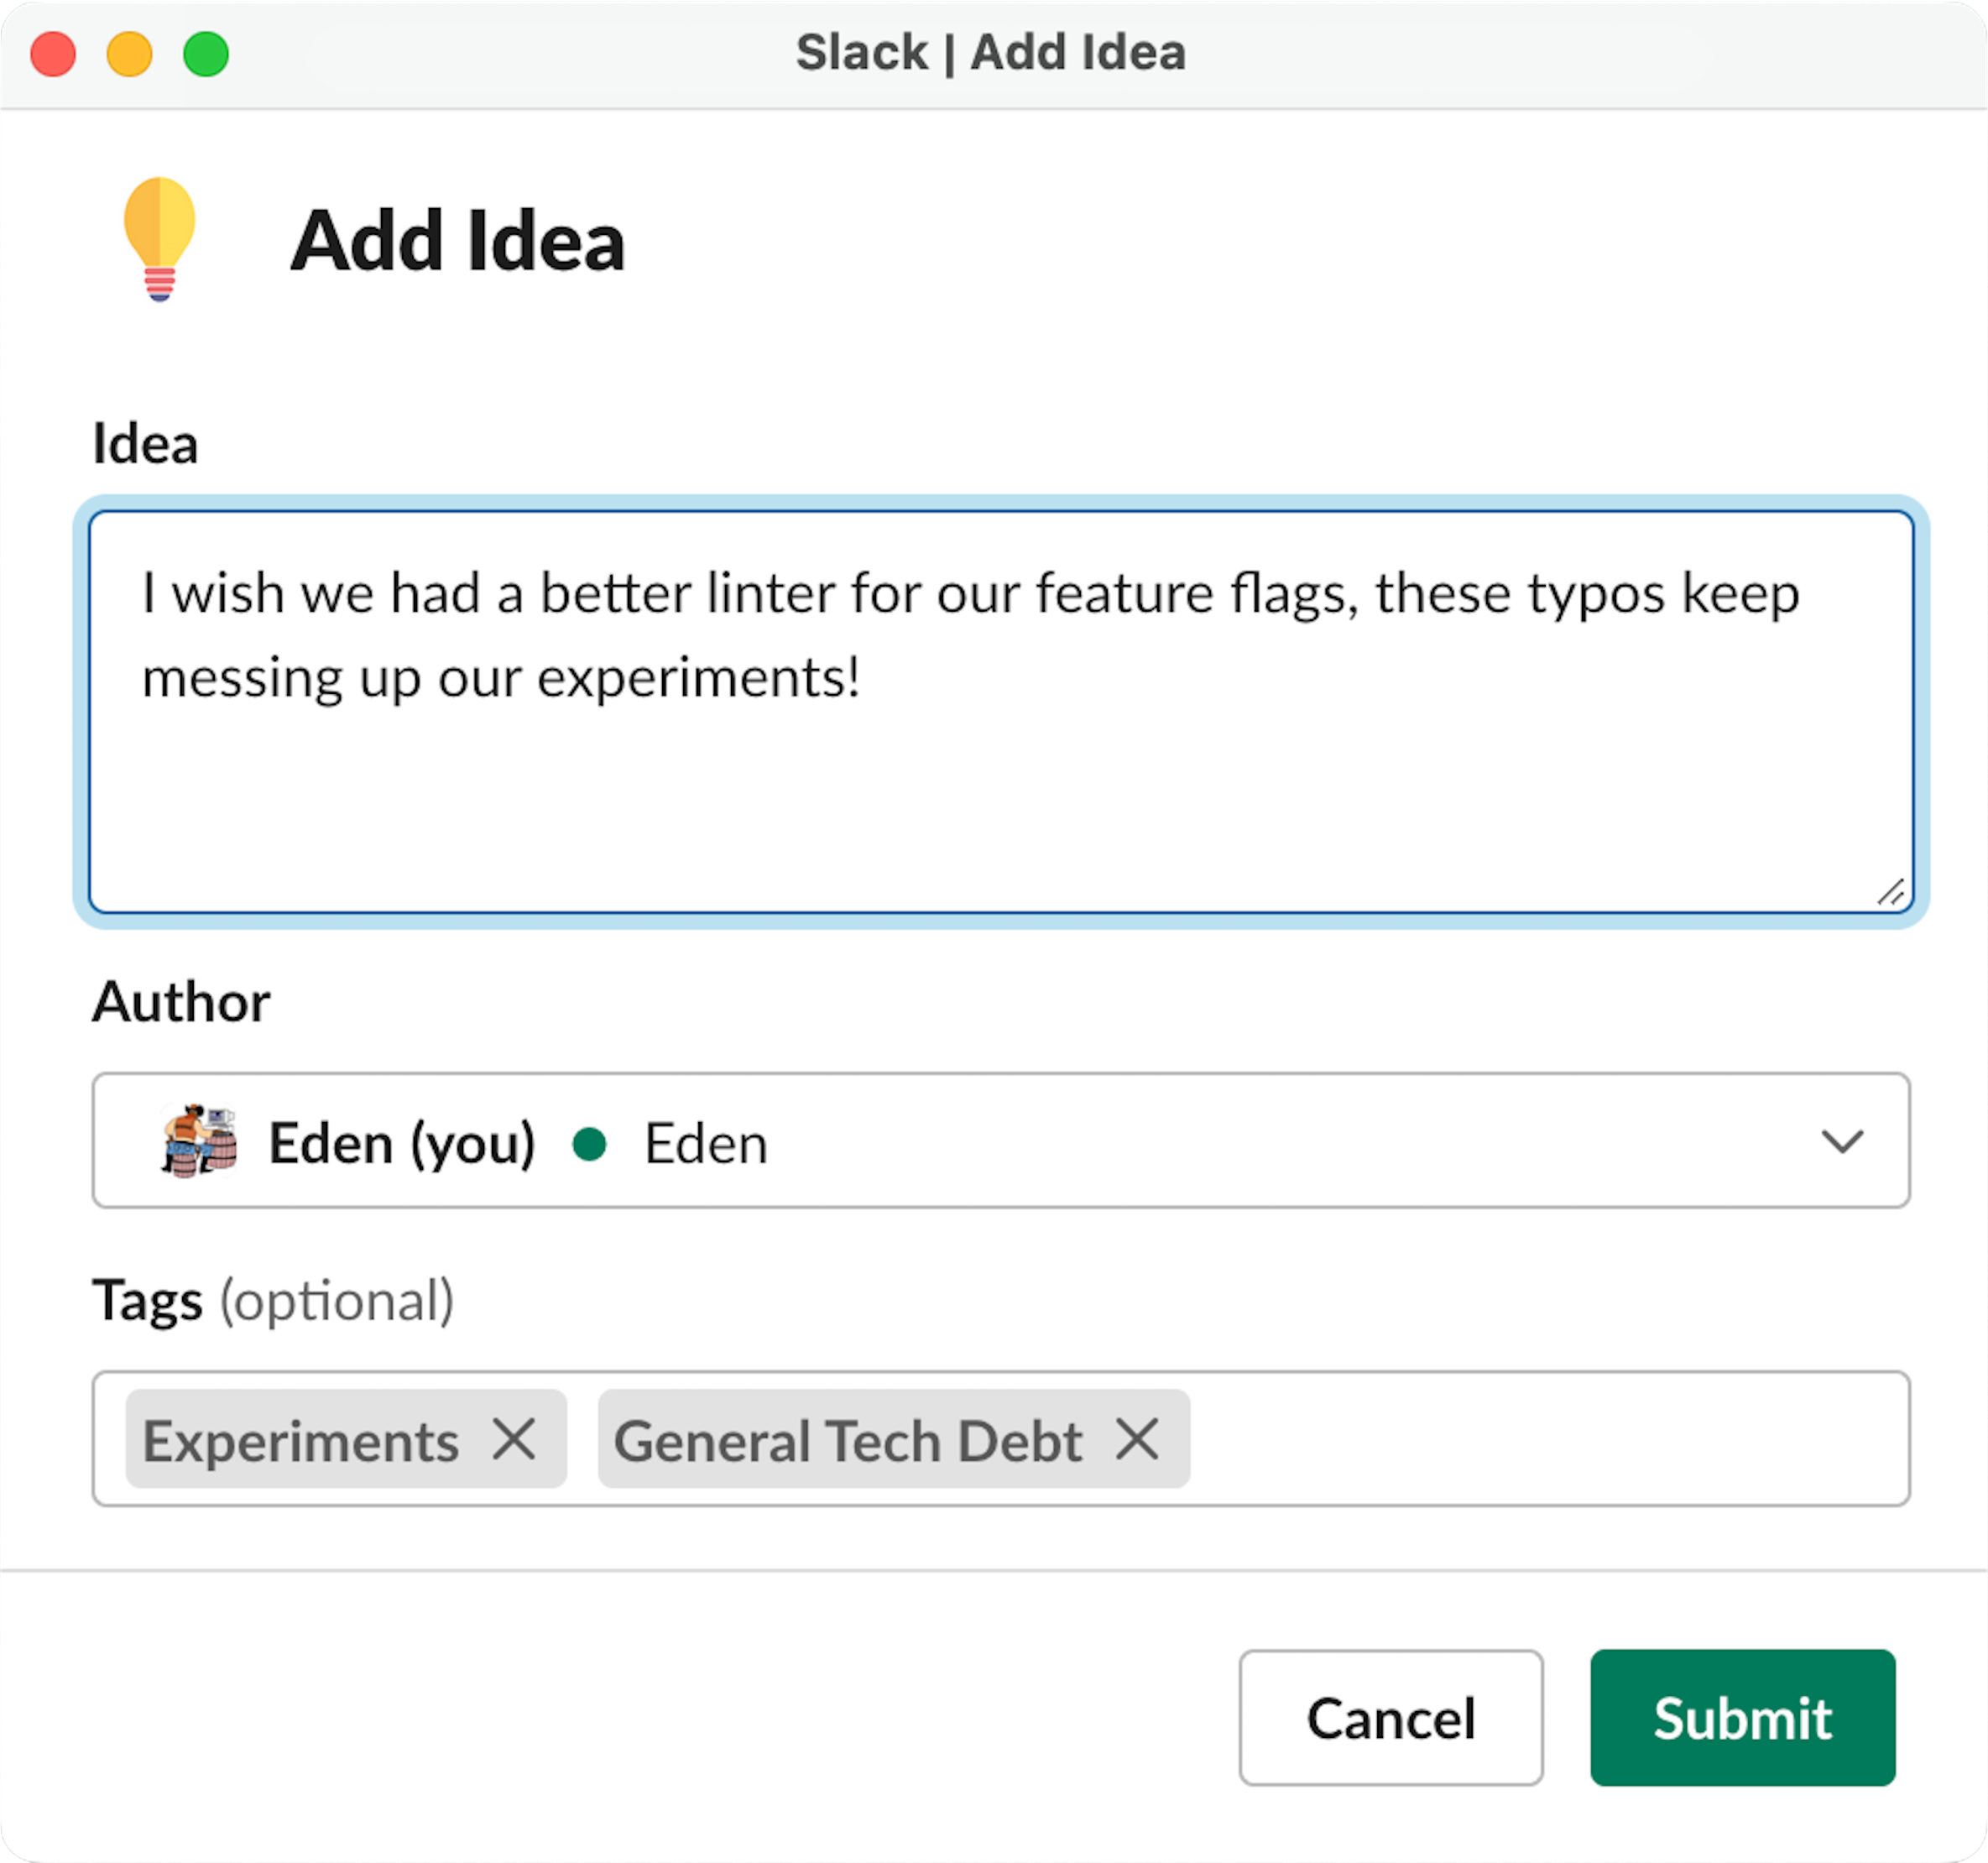 Slack | Add Idea
Add Idea
Idea
I wish we had a better linter for our feature flags, these typos keep
messing up our experiments!
Author
Eden (you) Eden
Tags (optional)
Experiments General Tech Debt
Cancel Submit